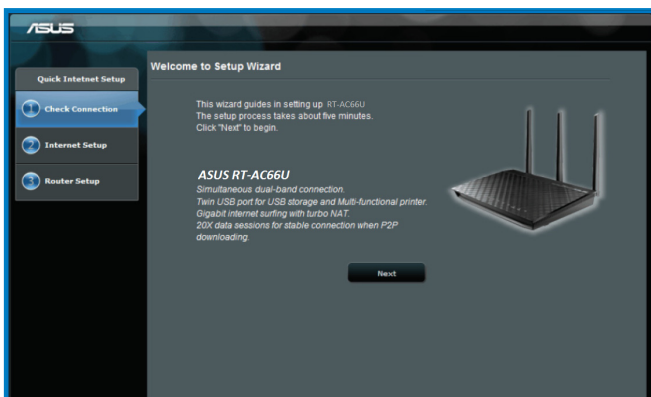 ASUS
Quick Intetnet Setup
1 Check Connection
2 Internet Setup
3 Router Setup
Welcome to Setup Wizard
This wizard guides in setting up RT-AC66U
The setup process takes about five minutes.
Click "Next" to begin.
ASUS RT-AC66U
Simultaneous dual-band connection.
Twin USB port for USB storage and Multi-functional printer.
Gigabit internet surfing with turbo NAT.
20X data sessions for stable connection when P2P
downloading.
Next